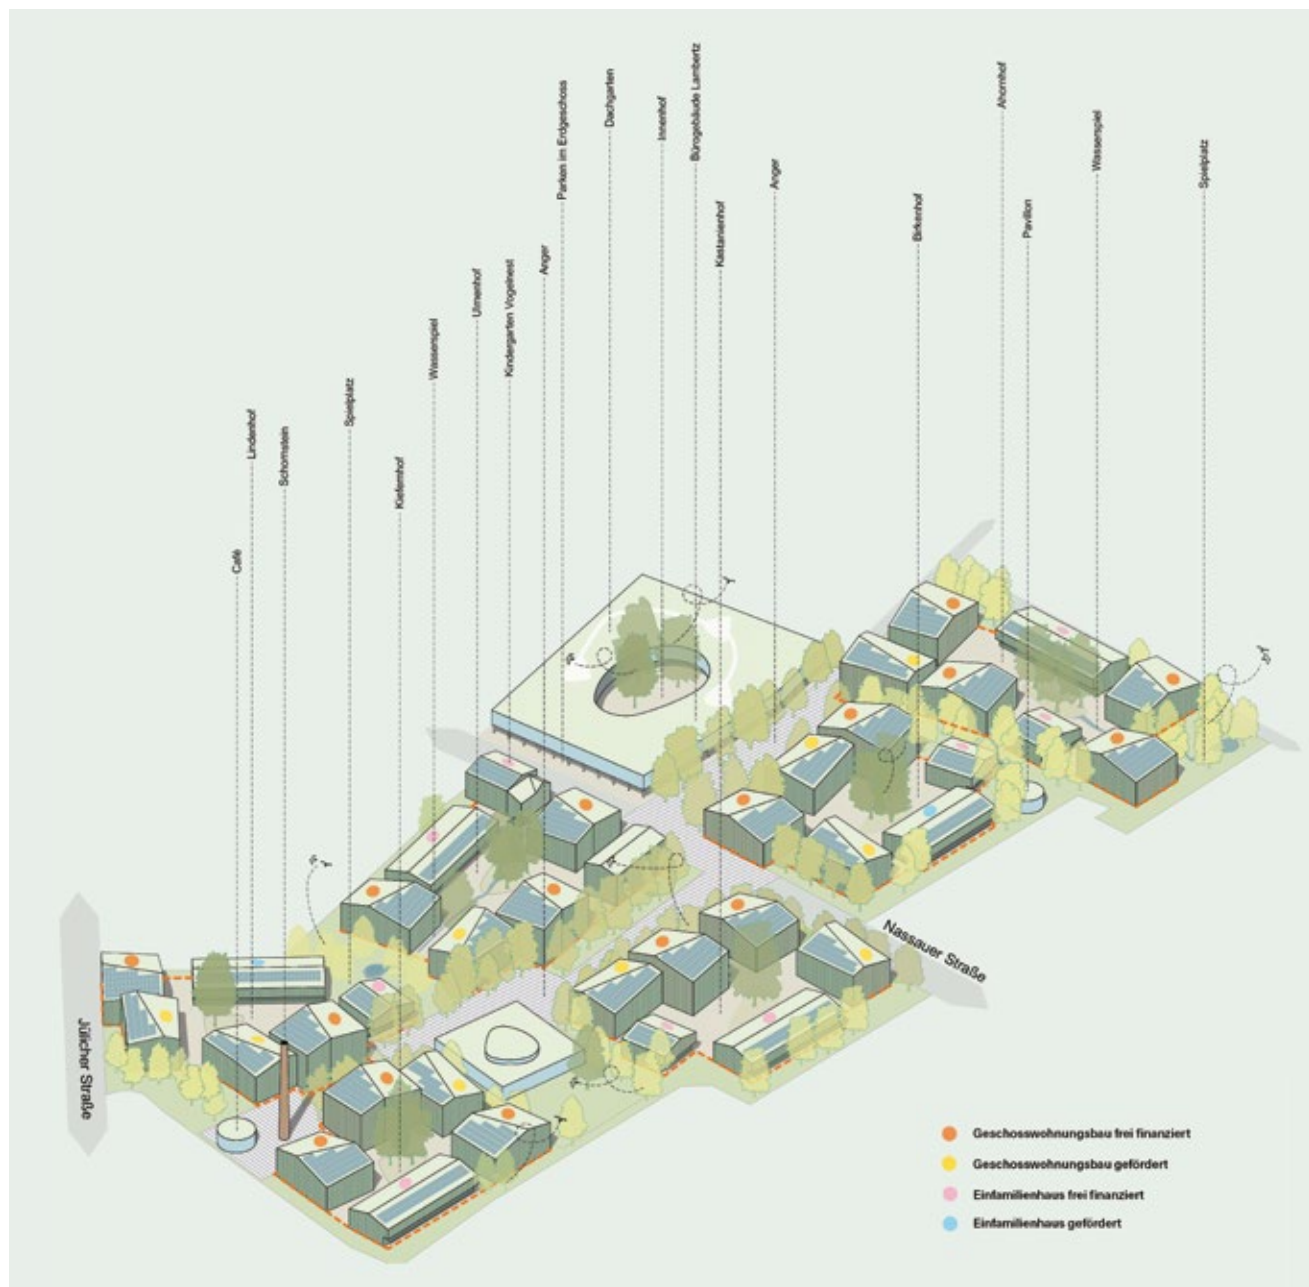 Café
Lindenhof
Schornstein
Spielplatz
Kiefernhof
Wasserspiel
Ulmenhof
Kindergarten Vogelnest
Anger
Parken im Erdgeschoss
Dachgarten
Innenhof
Bürogebäude Lambertz
Kastanienhof
Anger
Birkenhof
Ahornhof
Pavillon
Wasserspiel
Spielplatz
Nassauer Straße
Jülicher Straße
Geschosswohnungsbau frei finanziert
Geschosswohnungsbau gefördert
Einfamilienhaus frei finanziert
Einfamilienhaus gefördert